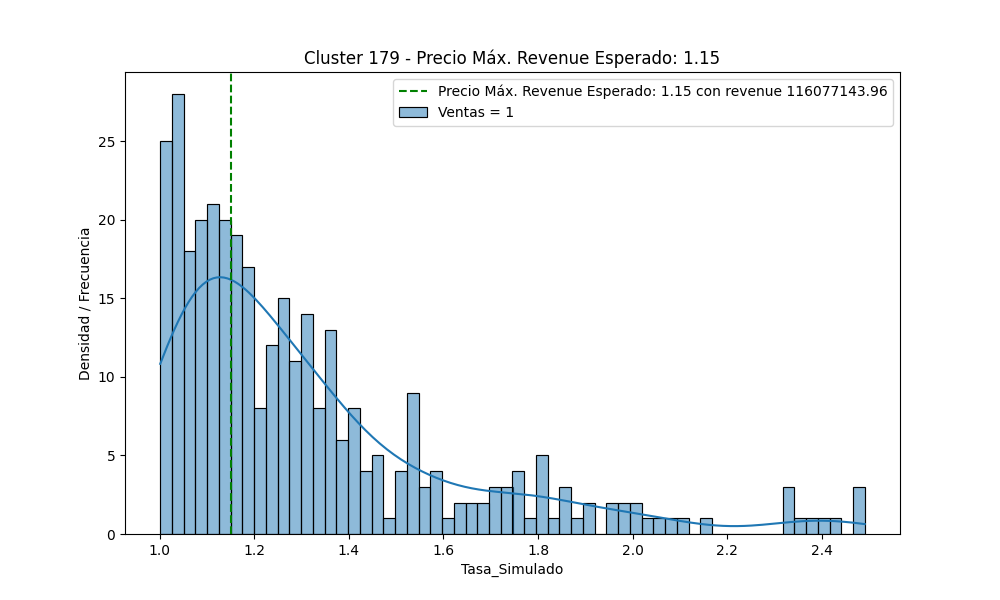 Cluster 179 - Precio Máx. Revenue Esperado: 1.15
Precio Máx. Revenue Esperado: 1.15 con revenue 116077143.96
Ventas = 1
Densidad / Frecuencia
25
20
15
10
5
0
1.0 1.2 1.4 1.6 1.8 2.0 2.2 2.4
Tasa_Simulado